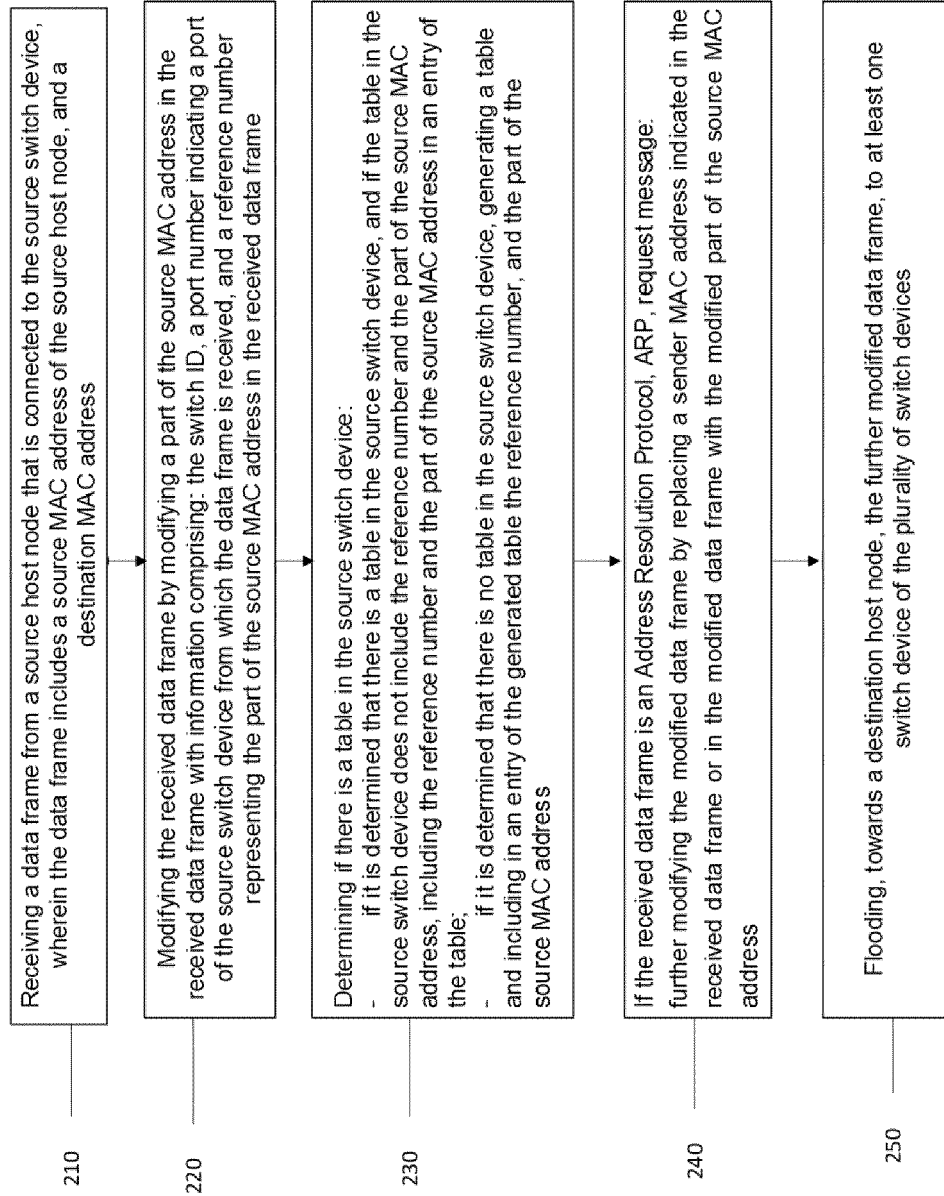 210
Receiving a data frame from a source host node that is connected to the source switch device,
wherein the data frame includes a source MAC address of the source host node, and a
destination MAC address
220
Modifying the received data frame by modifying a part of the source MAC address in the
received data frame with information comprising: the switch ID, a port number indicating a port
of the source switch device from which the data frame is received, and a reference number
representing the part of the source MAC address in the received data frame
230
Determining if there is a table in the source switch device:
- if it is determined that there is a table in the source switch device, and if the table in the
source switch device does not include the reference number and the part of the source MAC
address, including the reference number and the part of the source MAC address in an entry of
the table;
- if it is determined that there is no table in the source switch device, generating a table
and including in an entry of the generated table the reference number, and the part of the
source MAC address
240
If the received data frame is an Address Resolution Protocol, ARP, request message:
further modifying the modified data frame by replacing a sender MAC address indicated in the
received data frame or in the modified data frame with the modified part of the source MAC
address
250
Flooding, towards a destination host node, the further modified data frame, to at least one
switch device of the plurality of switch devices